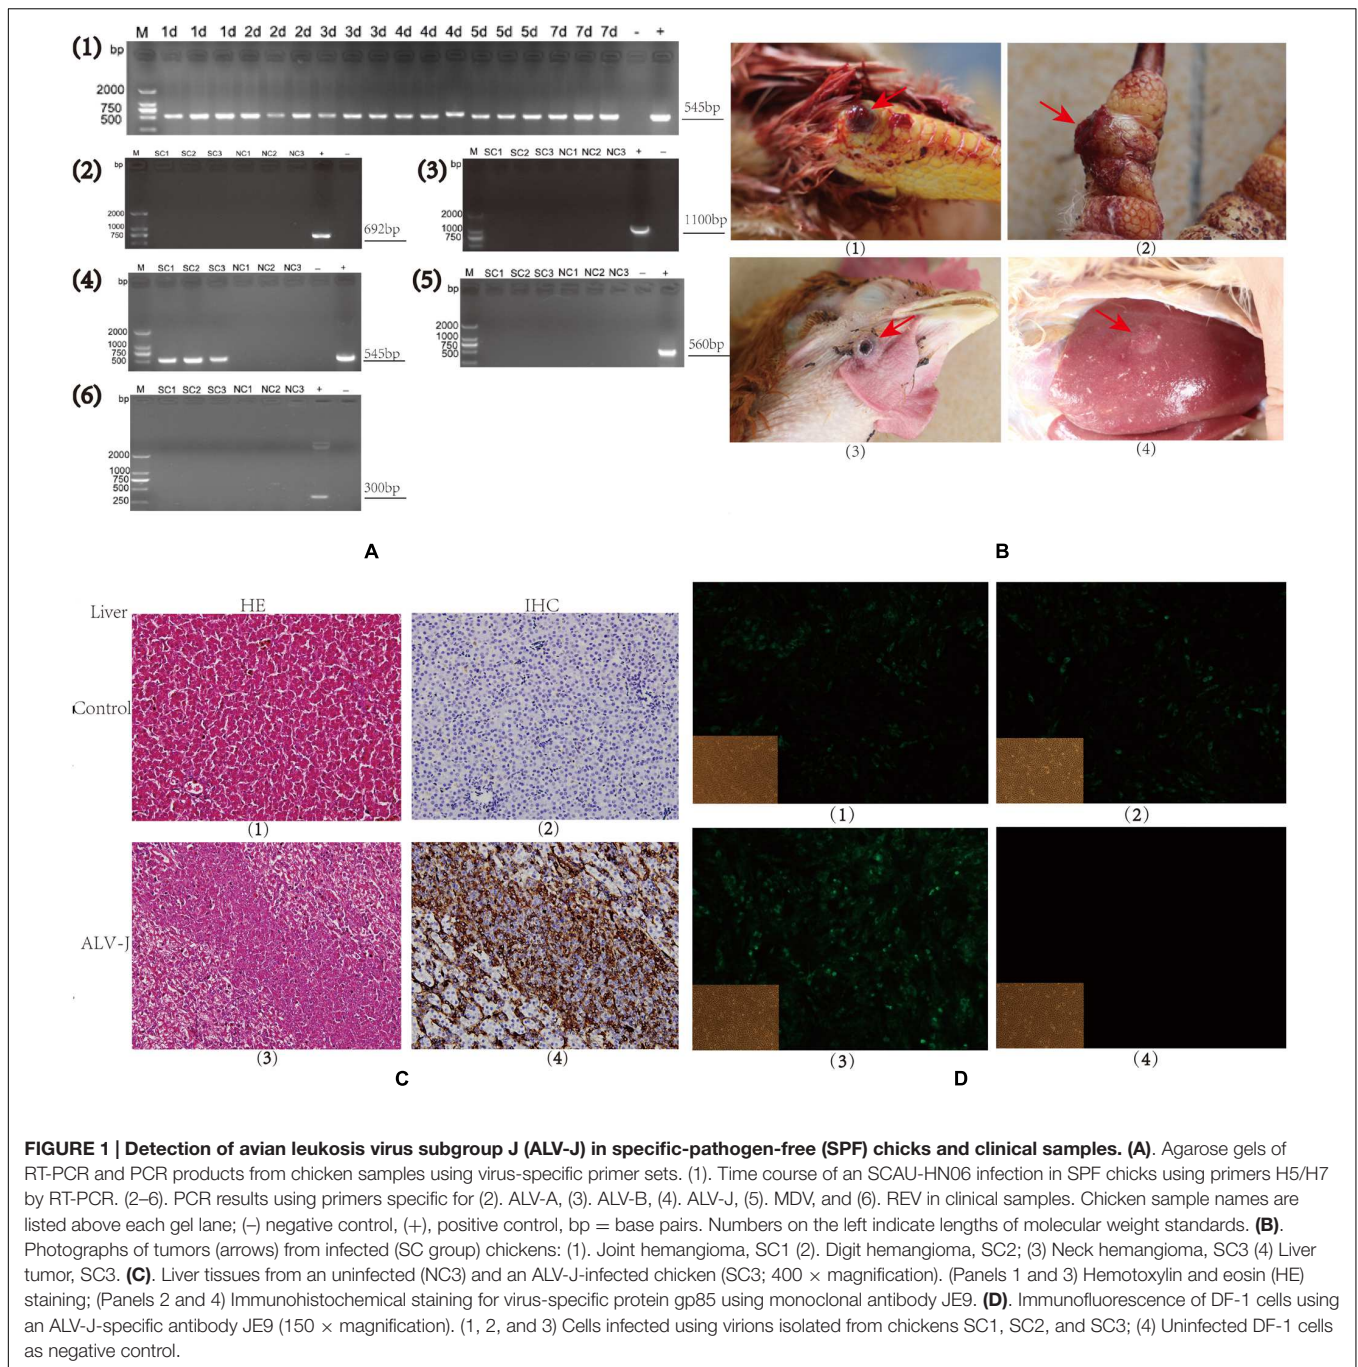 (1)
M 1d 1d 1d 2d 2d 2d 3d 3d 3d 4d 4d 4d 5d 5d 5d 7d 7d 7d - +
bp
2000
750
500
545bp
(2)
M SC1 SC2 SC3 NC1 NC2 NC3 + –
bp
2000
1000
750
692bp
(3)
M SC1 SC2 SC3 NC1 NC2 NC3 + –
bp
2000
1000
750
1100bp
(4)
M SC1 SC2 SC3 NC1 NC2 NC3 – +
bp
2000
1000
750
500
545bp
(5)
M SC1 SC2 SC3 NC1 NC2 NC3 – +
bp
2000
1000
750
500
560bp
(6)
M SC1 SC2 SC3 NC1 NC2 NC3 + –
bp
2000
1000
750
500
250
300bp
A
(1)
(2)
(3)
(4)
B
HE
IHC
Liver
Control
(1)
(2)
ALV-J
(3)
(4)
C
(1)
(2)
(3)
(4)
D
FIGURE 1 | Detection of avian leukosis virus subgroup J (ALV-J) in specific-pathogen-free (SPF) chicks and clinical samples. (A). Agarose gels of
RT-PCR and PCR products from chicken samples using virus-specific primer sets. (1). Time course of an SCAU-HN06 infection in SPF chicks using primers H5/H7
by RT-PCR. (2–6). PCR results using primers specific for (2). ALV-A, (3). ALV-B, (4). ALV-J, (5). MDV, and (6). REV in clinical samples. Chicken sample names are
listed above each gel lane; (–) negative control, (+), positive control, bp = base pairs. Numbers on the left indicate lengths of molecular weight standards. (B).
Photographs of tumors (arrows) from infected (SC group) chickens: (1). Joint hemangioma, SC1 (2). Digit hemangioma, SC2; (3) Neck hemangioma, SC3 (4) Liver
tumor, SC3. (C). Liver tissues from an uninfected (NC3) and an ALV-J-infected chicken (SC3; 400 × magnification). (Panels 1 and 3) Hemotoxylin and eosin (HE)
staining; (Panels 2 and 4) Immunohistochemical staining for virus-specific protein gp85 using monoclonal antibody JE9. (D). Immunofluorescence of DF-1 cells using
an ALV-J-specific antibody JE9 (150 × magnification). (1, 2, and 3) Cells infected using virions isolated from chickens SC1, SC2, and SC3; (4) Uninfected DF-1 cells
as negative control.